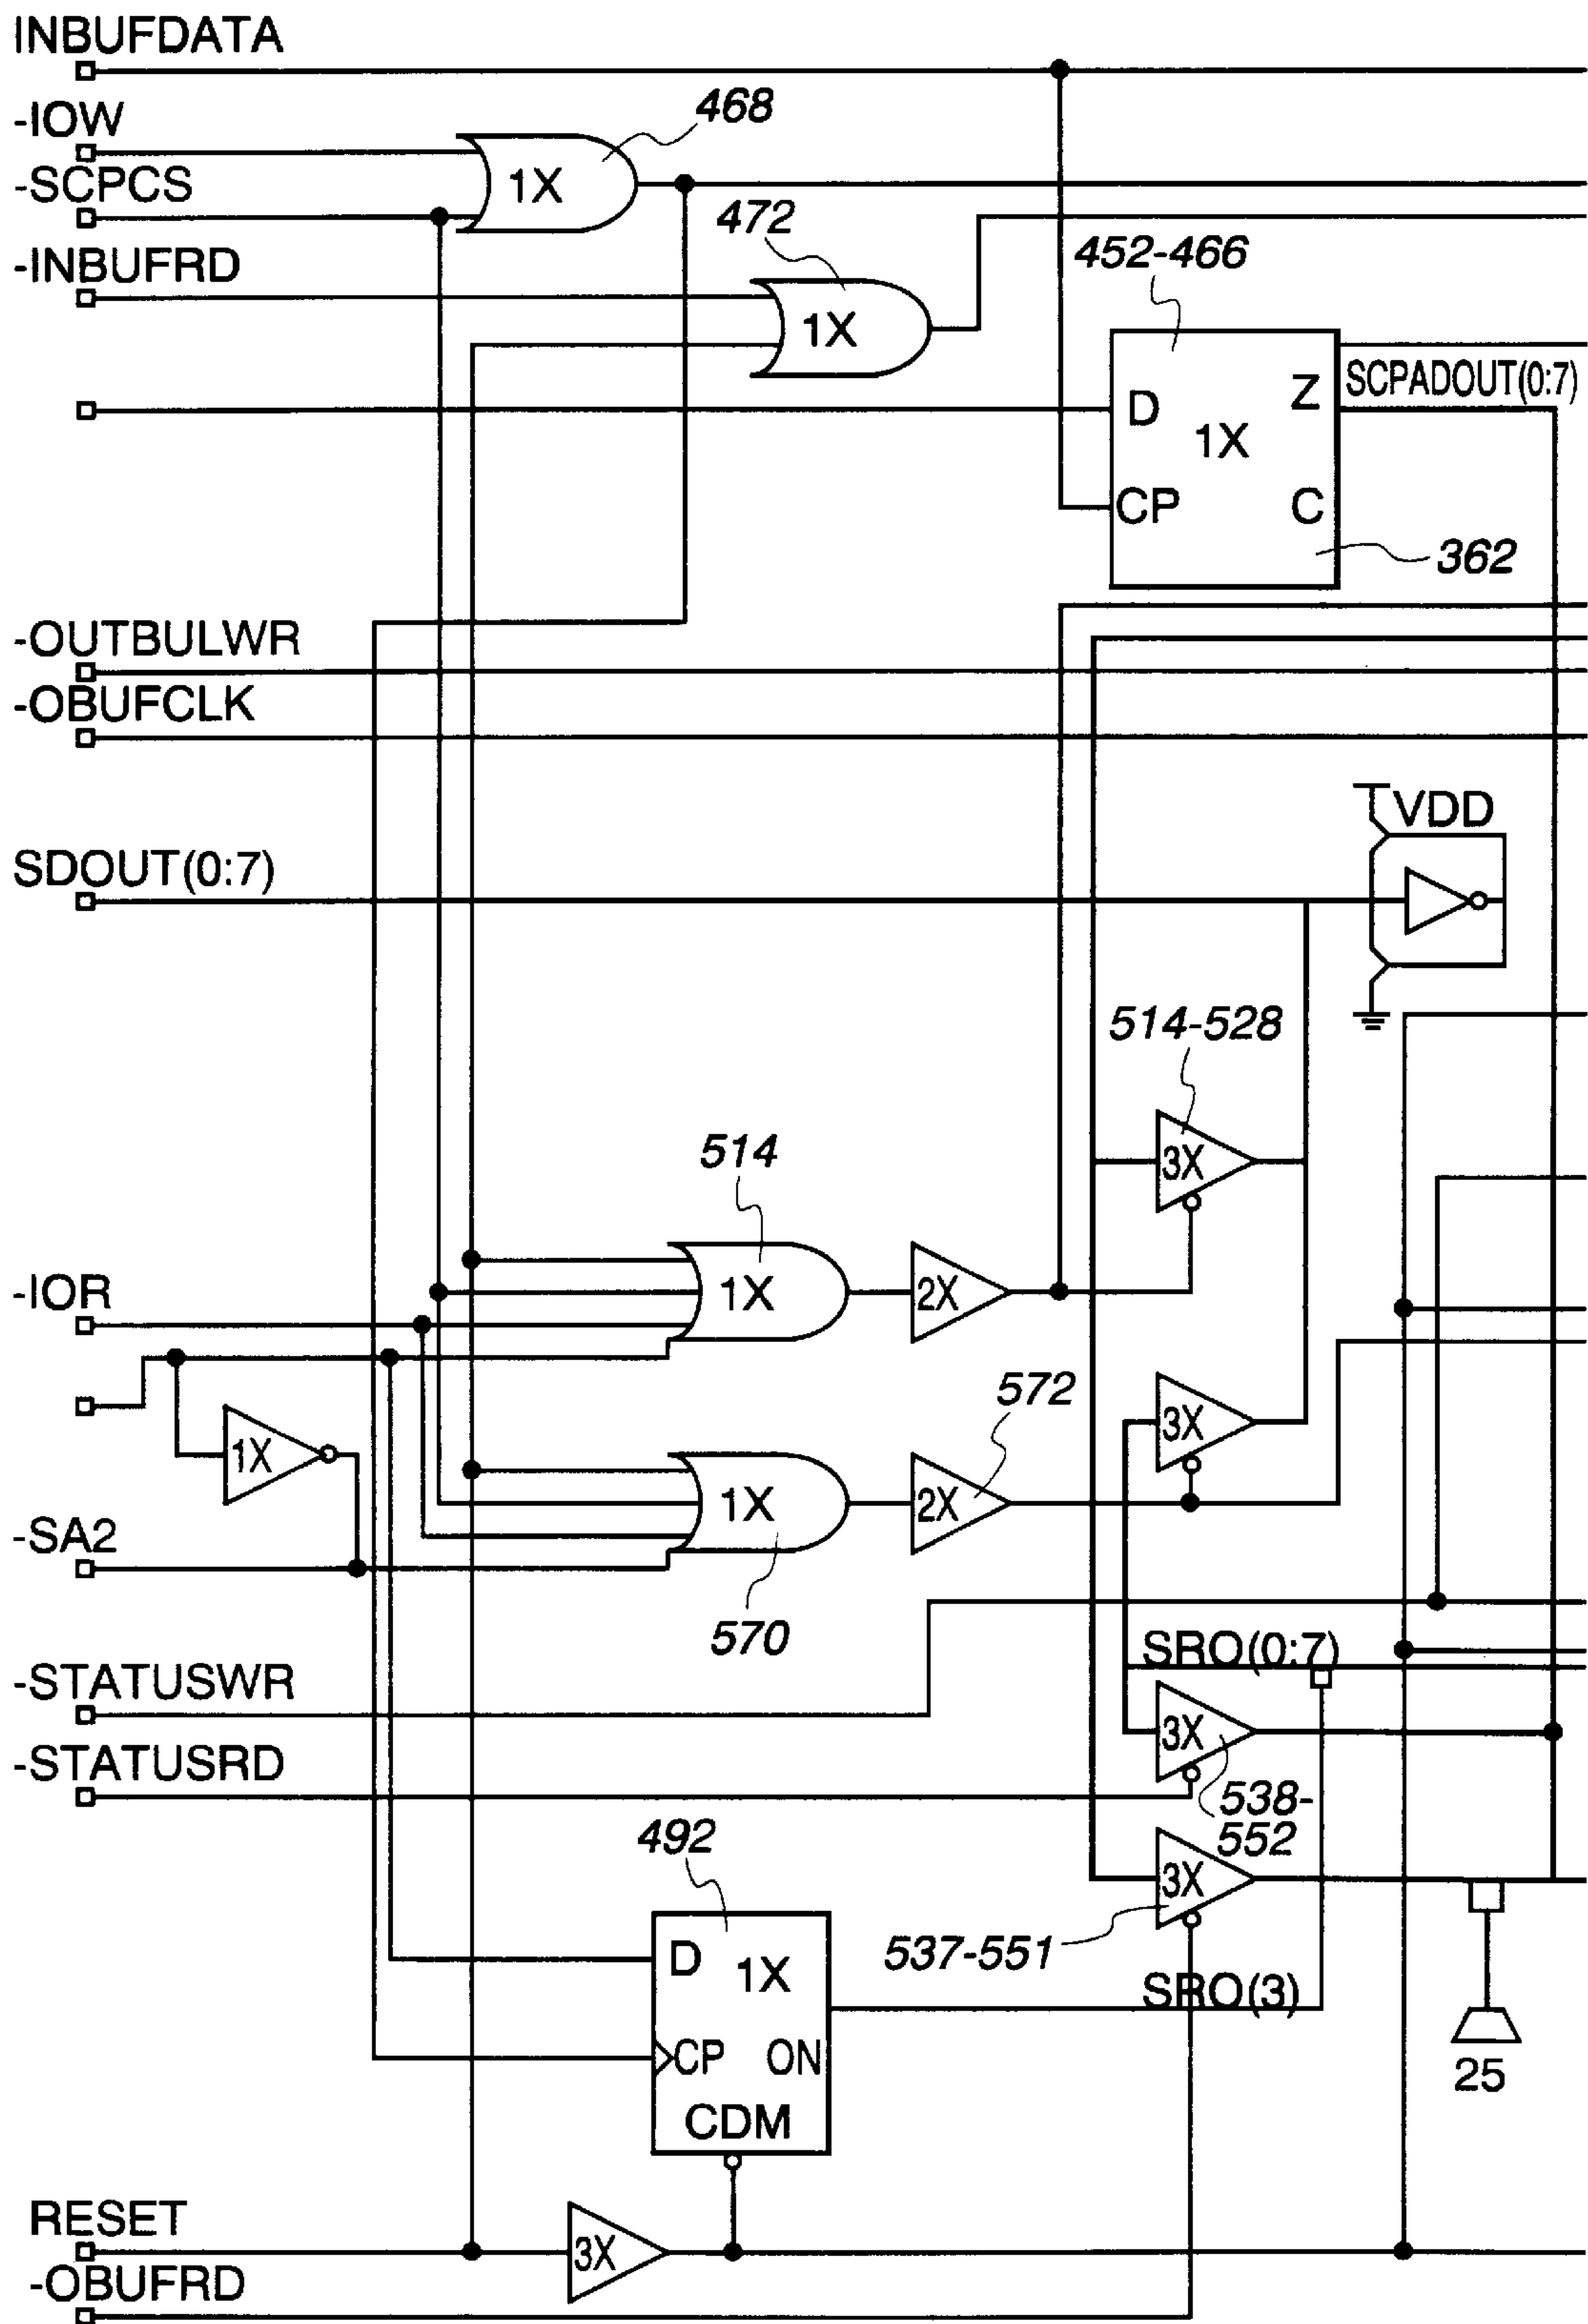 INBUFDATA
-IOW
468
-SCPCS
1X
472
-INBUFRD
452-466
1X
SCPADOUT(0:7)
D
Z
1X
CP
C
362
-OUTBULWR
-OBUFCLK
VDD
SDOUT(0:7)
514-528
3X
514
-IOR
1X
2X
572
3X
1X
1X
2X
-SA2
570
SRO(0:7)
-STATUSWR
3X
-STATUSRD
538-
552
492
3X
537-551
D
1X
SRO(3)
CP
ON
25
CDM
RESET
3X
-OBUFRD